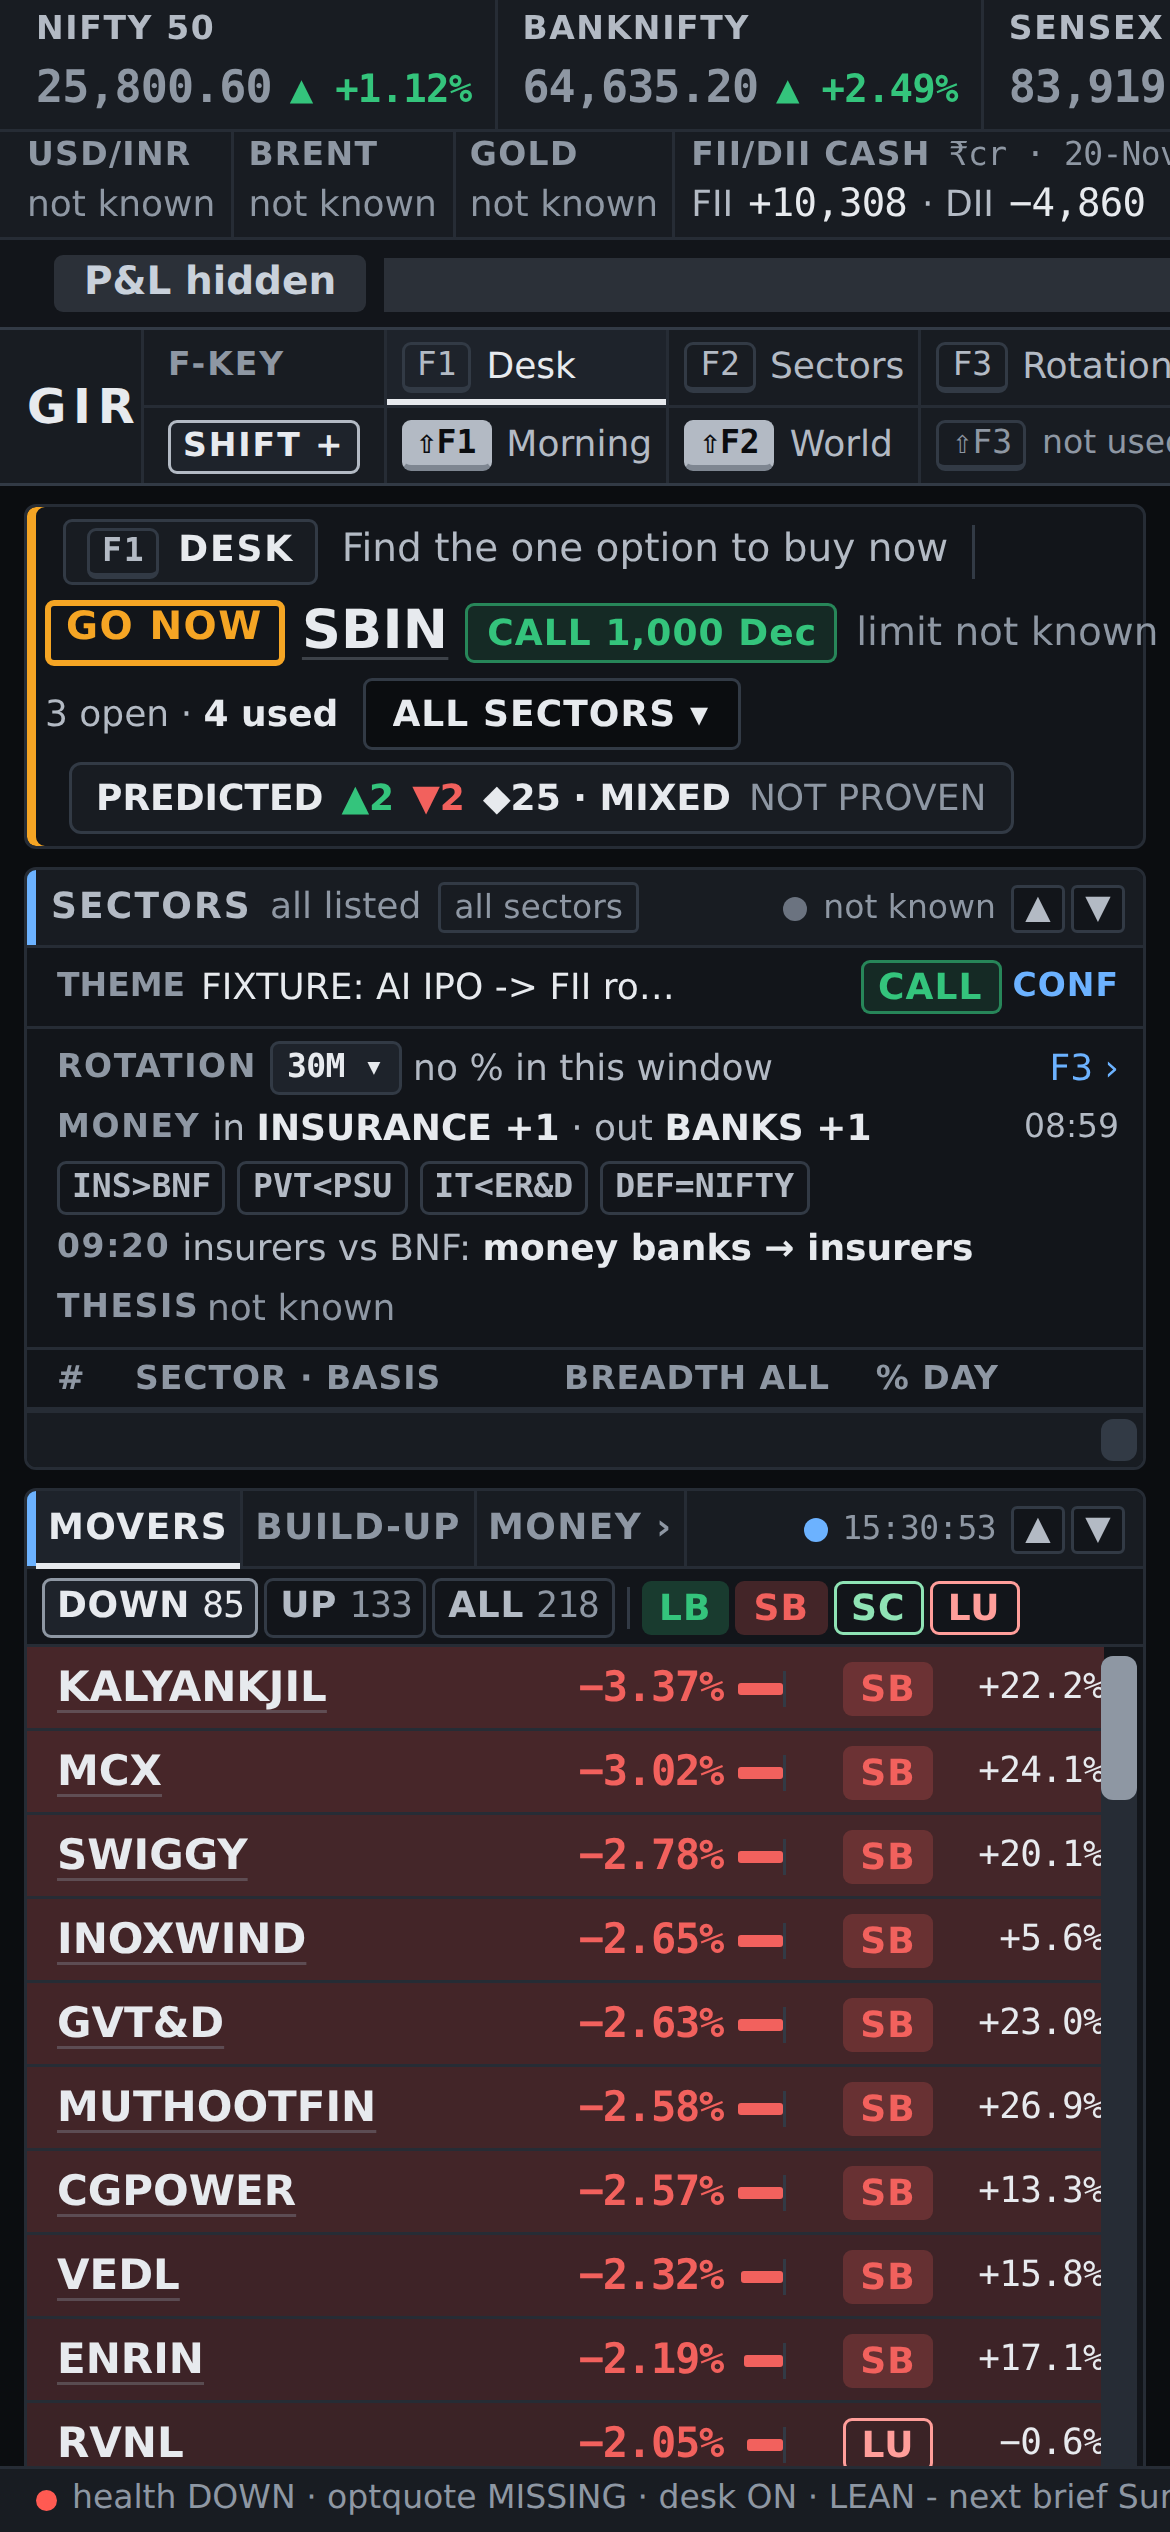 NIFTY 50 BANKNIFTY SENSEX
25,800.60 ▲ +1.12% 64,635.20 ▲ +2.49% 83,919
USD/INR BRENT GOLD FII/DII CASH ₹cr · 20-Nov
not known not known not known FII +10,308 · DII −4,860
P&L hidden
GIR F-KEY F1 Desk F2 Sectors F3 Rotation
SHIFT + ⇧F1 Morning ⇧F2 World ⇧F3 not used
F1 DESK Find the one option to buy now
GO NOW SBIN CALL 1,000 Dec limit not known
3 open · 4 used ALL SECTORS ▾
PREDICTED ▲2 ▼2 ◆25 · MIXED NOT PROVEN
SECTORS all listed all sectors ● not known ▲ ▼
THEME FIXTURE: AI IPO -> FII ro… CALL CONF
ROTATION 30M ▾ no % in this window F3 ›
MONEY in INSURANCE +1 · out BANKS +1 08:59
INS>BNF PVT<PSU IT<ER&D DEF=NIFTY
09:20 insurers vs BNF: money banks → insurers
THESIS not known
# SECTOR · BASIS BREADTH ALL % DAY
MOVERS BUILD-UP MONEY › ● 15:30:53 ▲ ▼
DOWN 85 UP 133 ALL 218 LB SB SC LU
KALYANKJIL −3.37% SB +22.2%
MCX −3.02% SB +24.1%
SWIGGY −2.78% SB +20.1%
INOXWIND −2.65% SB +5.6%
GVT&D −2.63% SB +23.0%
MUTHOOTFIN −2.58% SB +26.9%
CGPOWER −2.57% SB +13.3%
VEDL −2.32% SB +15.8%
ENRIN −2.19% SB +17.1%
RVNL −2.05% LU −0.6%
● health DOWN · optquote MISSING · desk ON · LEAN - next brief Sun